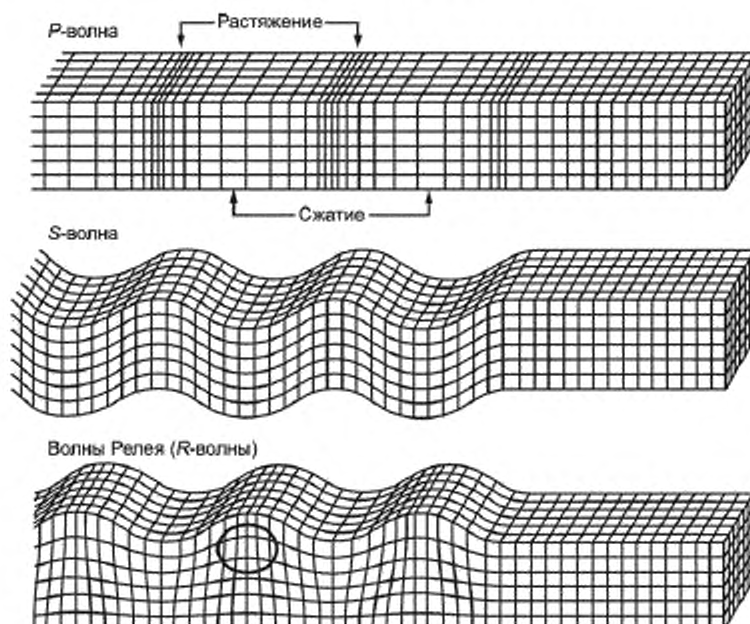 P-волна
Растяжение
Сжатие
S-волна
Волны Релея (R-волны)